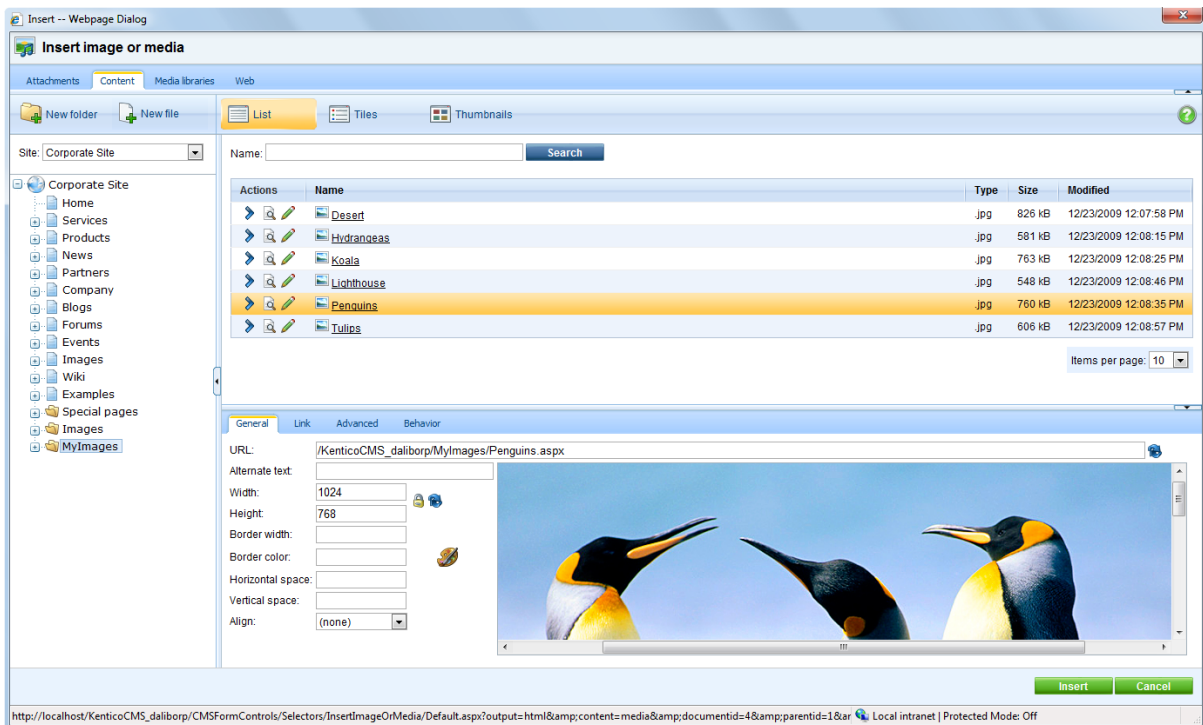 Insert -- Webpage Dialog
Insert image or media
Attachments Content Media libraries Web
New folder New file List Tiles Thumbnails
Site: Corporate Site
Name: Search
Corporate Site
Home
Services
Products
News
Partners
Company
Blogs
Forums
Events
Images
Wiki
Examples
Special pages
Images
MyImages
Actions Name Type Size Modified
Desert .jpg 826 kB 12/23/2009 12:07:58 PM
Hydrangeas .jpg 581 kB 12/23/2009 12:08:15 PM
Koala .jpg 763 kB 12/23/2009 12:08:25 PM
Lighthouse .jpg 548 kB 12/23/2009 12:08:46 PM
Penguins .jpg 760 kB 12/23/2009 12:08:35 PM
Tulips .jpg 606 kB 12/23/2009 12:08:57 PM
Items per page: 10
General Link Advanced Behavior
URL: /KenticoCMS_daliborp/MyImages/Penguins.aspx
Alternate text:
Width: 1024
Height: 768
Border width:
Border color:
Horizontal space:
Vertical space:
Align: (none)
Insert Cancel
http://localhost/KenticoCMS_daliborp/CMSFormControls/Selectors/InsertImageOrMedia/Default.aspx?output=html&amp;content=media&amp;documentid=4&amp;parentid=1&ar Local intranet | Protected Mode: Off